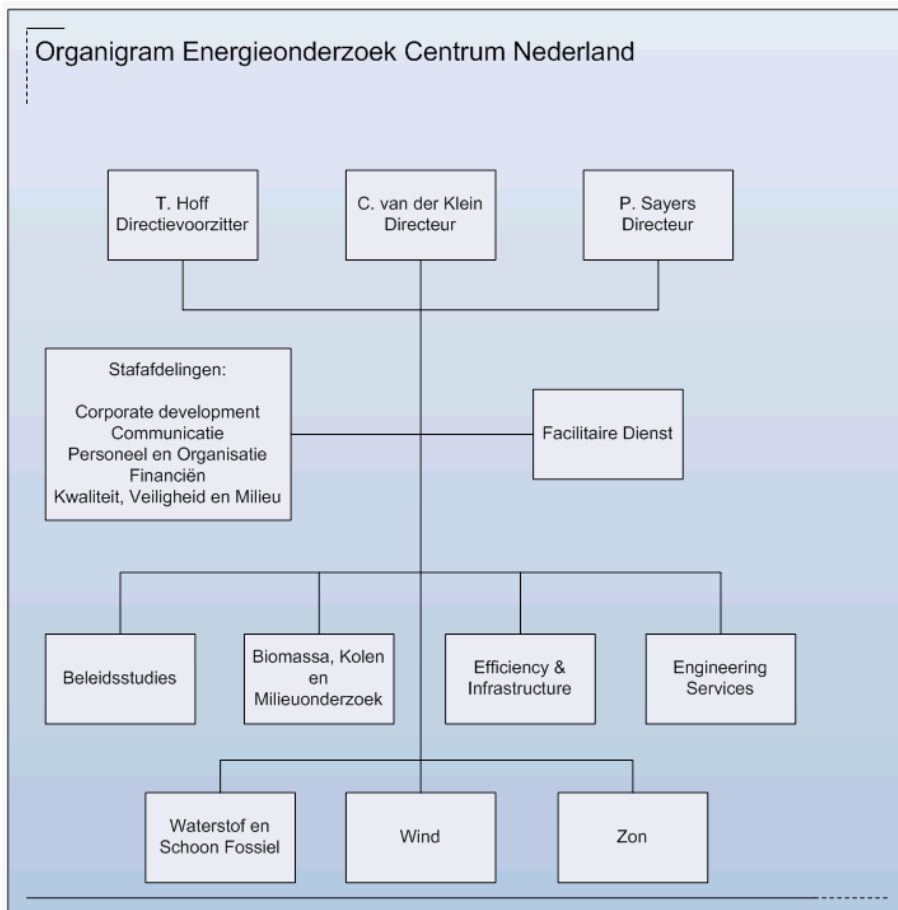 Organigram Energieonderzoek Centrum Nederland
T. Hoff
Directievoorzitter
C. van der Klein
Directeur
P. Sayers
Directeur
Stafafdelingen:
Corporate development
Communicatie
Personeel en Organisatie
Financiën
Kwaliteit, Veiligheid en Milieu
Facilitaire Dienst
Beleidsstudies
Biomassa, Kolen
en
Milieuonderzoek
Efficiency &
Infrastructure
Engineering
Services
Waterstof en
Schoon Fossiel
Wind
Zon